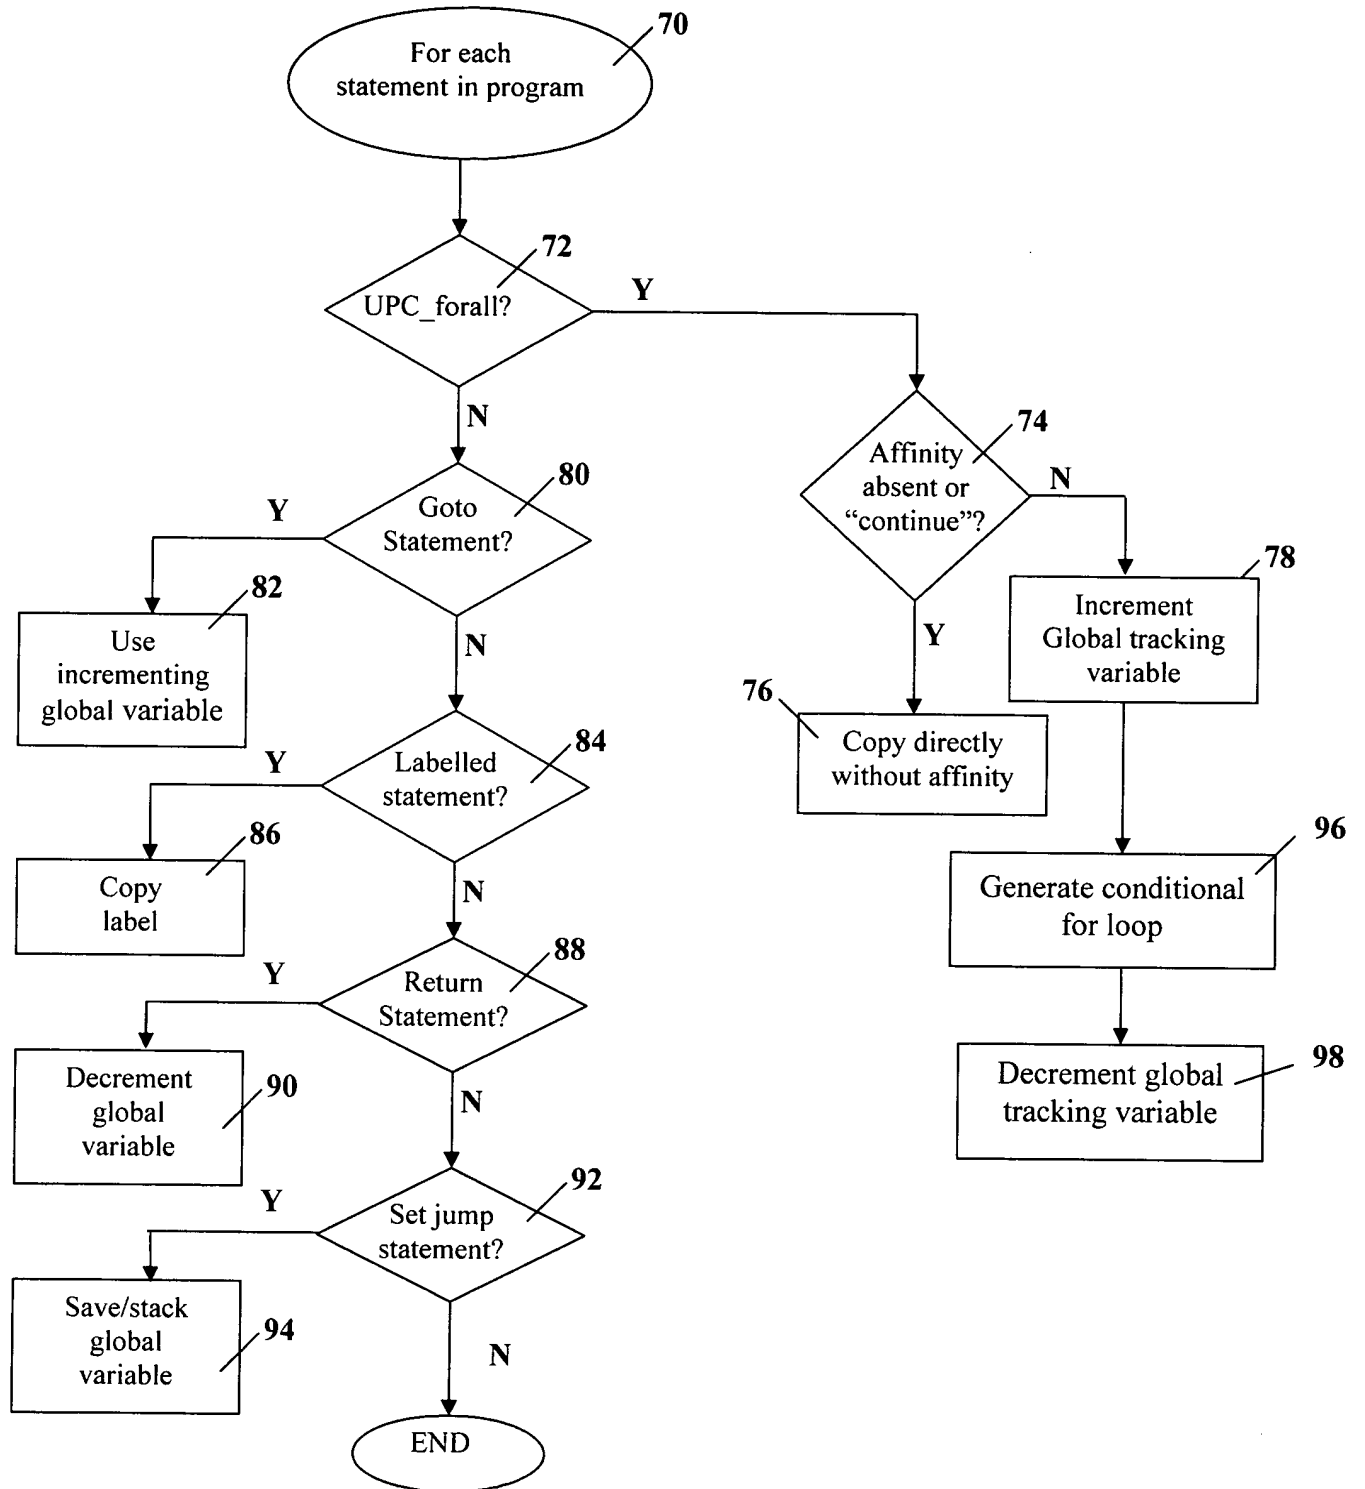 For each
statement in program
70
72
UPC_forall?
Y
N
74
Affinity
absent or
“continue”?
N
Y
80
Goto
Statement?
Y
N
78
Increment
Global tracking
variable
82
Use
incrementing
global variable
76
Copy directly
without affinity
84
Labelled
statement?
Y
N
86
Copy
label
96
Generate conditional
for loop
88
Return
Statement?
Y
N
90
Decrement
global
variable
98
Decrement global
tracking variable
92
Set jump
statement?
Y
N
94
Save/stack
global
variable
END